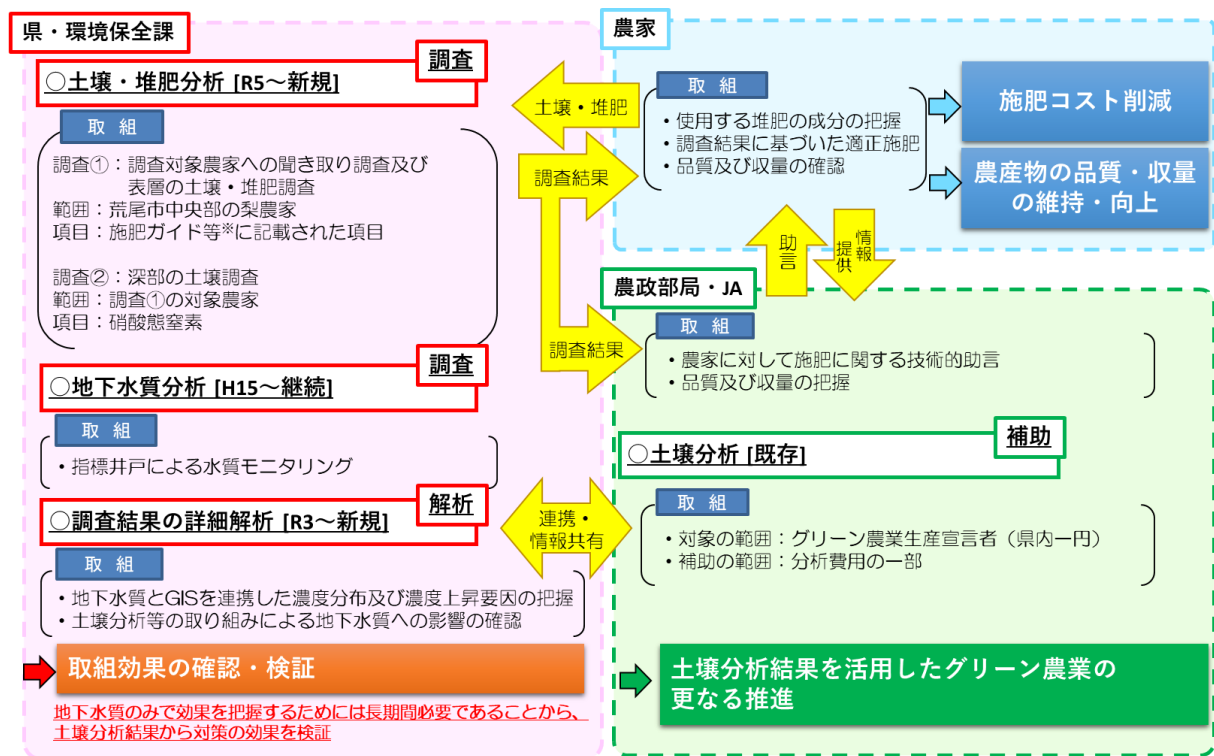 県・環境保全課
調査
○土壌・堆肥分析 [R5～新規]
取 組
調査①：調査対象農家への聞き取り調査及び
表層の土壌・堆肥調査
範囲：荒尾市中央部の梨農家
項目：施肥ガイド等※に記載された項目
調査②：深部の土壌調査
範囲：調査①の対象農家
項目：硝酸態窒素
調査
○地下水質分析 [H15～継続]
取 組
・指標井戸による水質モニタリング
解析
○調査結果の詳細解析 [R3～新規]
取 組
・地下水質とGISを連携した濃度分布及び濃度上昇要因の把握
・土壌分析等の取り組みによる地下水質への影響の確認
取組効果の確認・検証
地下水質のみで効果を把握するためには長期間必要であることから、
土壌分析結果から対策の効果を検証
土壌・堆肥
調査結果
調査結果
連携・
情報共有
農家
取 組
・使用する堆肥の成分の把握
・調査結果に基づいた適正施肥
・品質及び収量の確認
施肥コスト削減
農産物の品質・収量
の維持・向上
助言
情報
提供
農政部局・JA
取 組
・農家に対して施肥に関する技術的助言
・品質及び収量の把握
補助
○土壌分析 [既存]
取 組
・対象の範囲：グリーン農業生産宣言者（県内一円）
・補助の範囲：分析費用の一部
土壌分析結果を活用したグリーン農業の
更なる推進